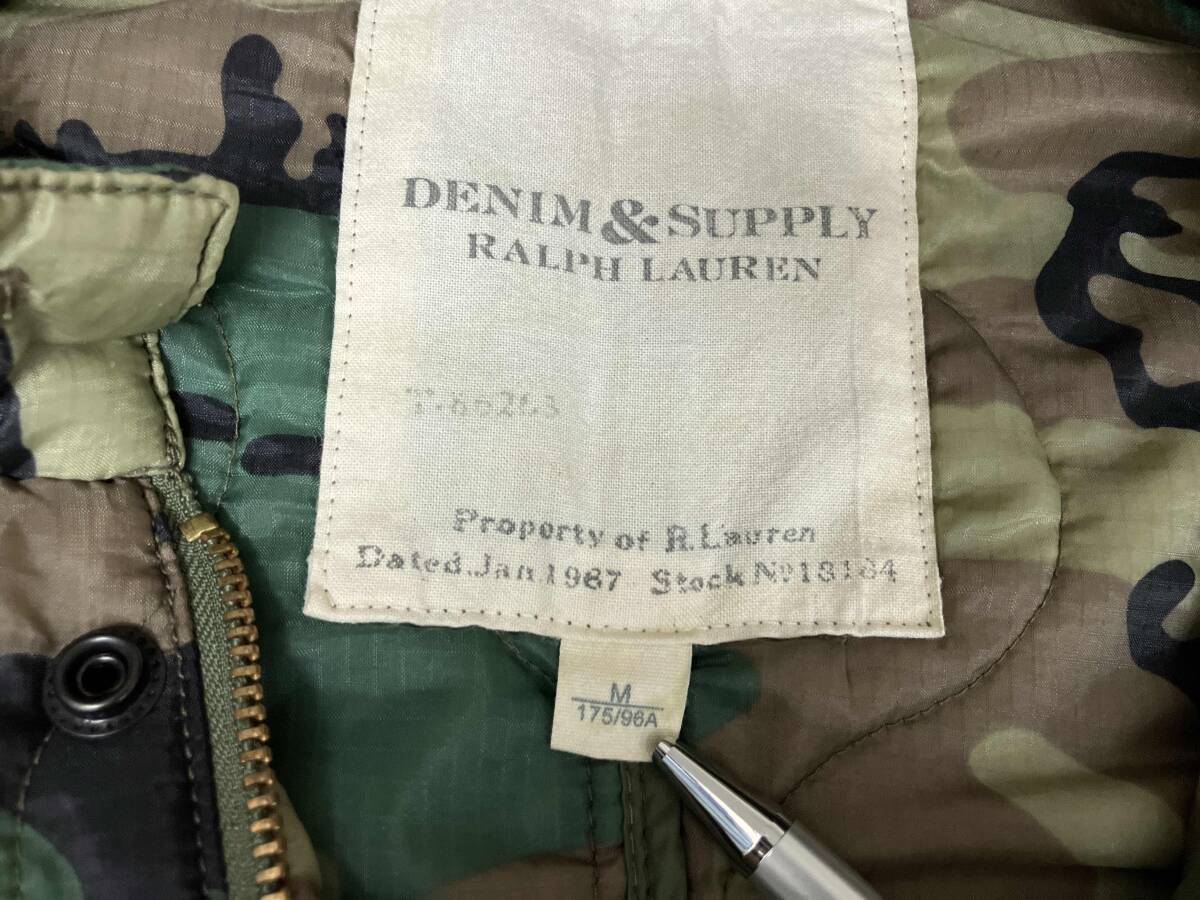 DENIM & SUPPLY
RALPH LAUREN
Property of R. Lauren
Dated Jan 1967 Stock No 13184
M
175/96A